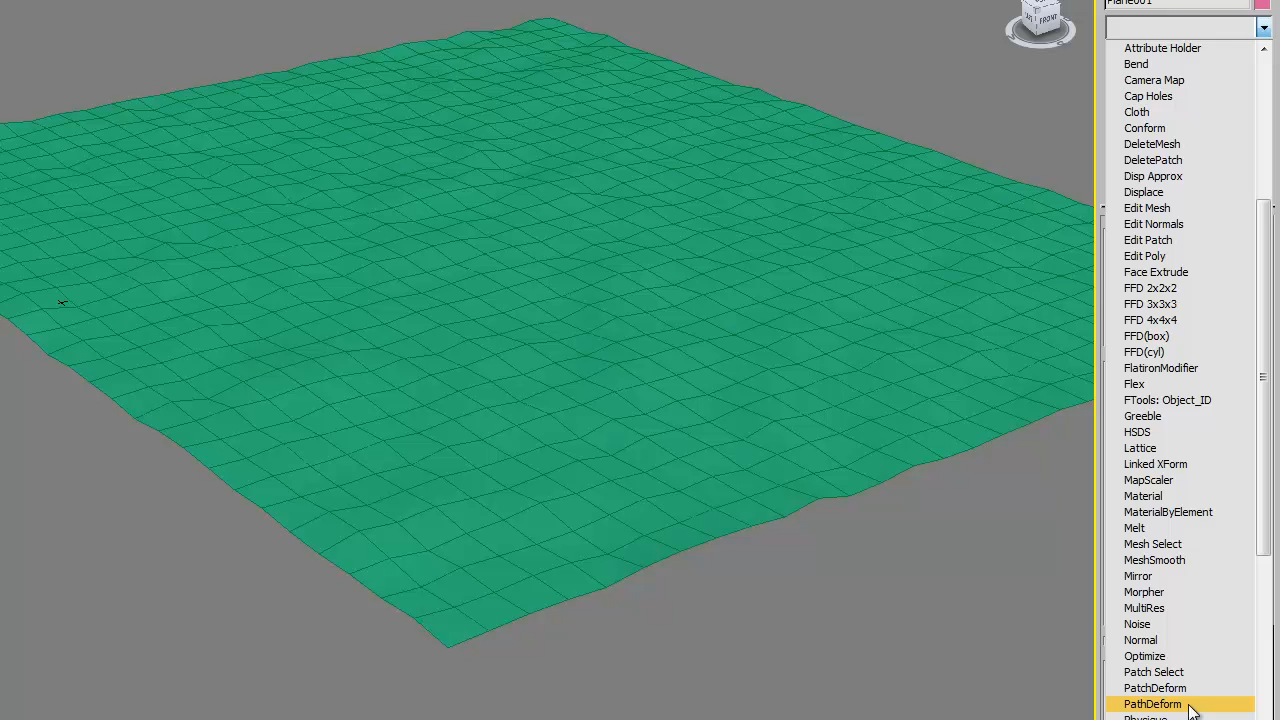 Plane001
FRONT
Attribute Holder
Bend
Camera Map
Cap Holes
Cloth
Conform
DeleteMesh
DeletePatch
Disp Approx
Displace
Edit Mesh
Edit Normals
Edit Patch
Edit Poly
Face Extrude
FFD 2x2x2
FFD 3x3x3
FFD 4x4x4
FFD(box)
FFD(cyl)
FlatironModifier
Flex
FTools: Object_ID
Greeble
HSDS
Lattice
Linked XForm
MapScaler
Material
MaterialByElement
Melt
Mesh Select
MeshSmooth
Mirror
Morpher
MultiRes
Noise
Normal
Optimize
Patch Select
PatchDeform
PathDeform
Physique